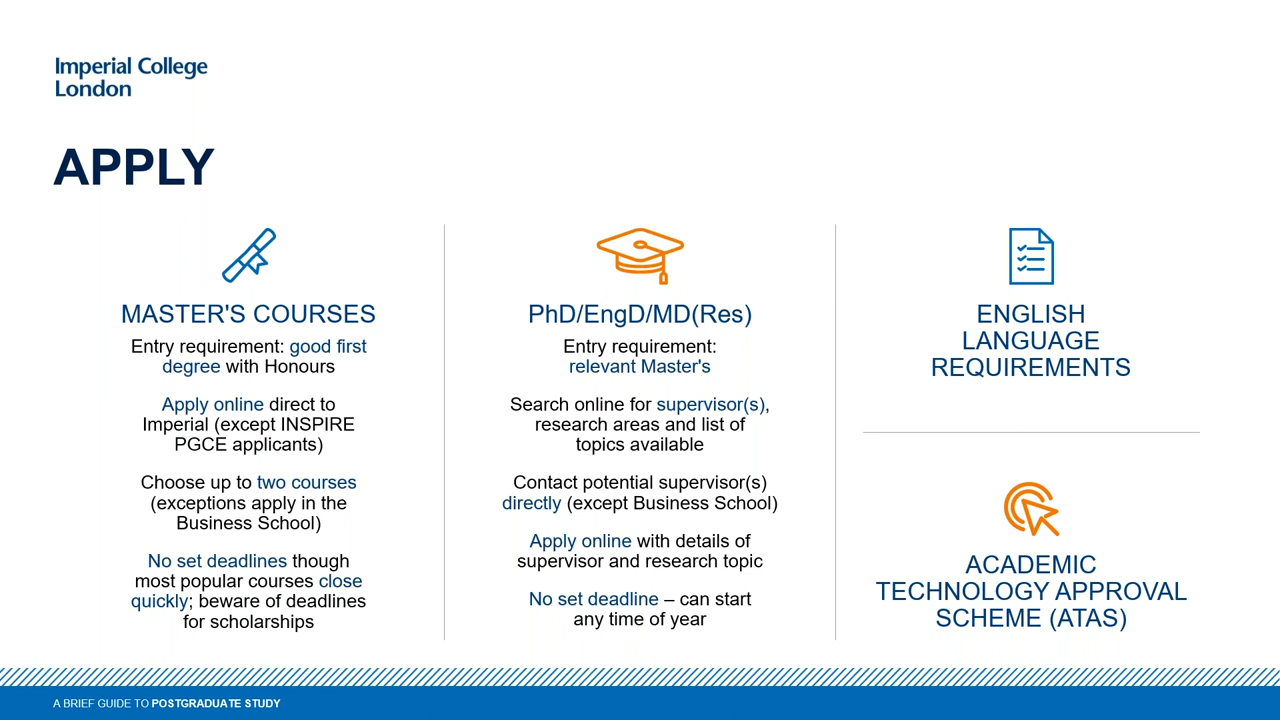 Imperial College
London
APPLY
MASTER'S COURSES
Entry requirement: good first
degree with Honours
Apply online direct to
Imperial (except INSPIRE
PGCE applicants)
Choose up to two courses
(exceptions apply in the
Business School)
No set deadlines though
most popular courses close
quickly; beware of deadlines
for scholarships
PhD/EngD/MD(Res)
Entry requirement:
relevant Master's
Search online for supervisor(s),
research areas and list of
topics available
Contact potential supervisor(s)
directly (except Business School)
Apply online with details of
supervisor and research topic
No set deadline – can start
any time of year
ENGLISH
LANGUAGE
REQUIREMENTS
ACADEMIC
TECHNOLOGY APPROVAL
SCHEME (ATAS)
A BRIEF GUIDE TO POSTGRADUATE STUDY